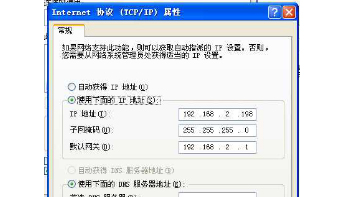 Internet 协议 (TCP/IP) 属性
常规
如果网络支持此功能，则可以获取自动指派的 IP 设置。否则，
您需要从网络系统管理员处获得适当的 IP 设置。
自动获得 IP 地址(O)
使用下面的 IP 地址(S):
IP 地址(I): 192 .168 . 2 .198
子网掩码(U): 255 .255 .255 . 0
默认网关(D): 192 .168 . 2 . 1
自动获得 DNS 服务器地址(B)
使用下面的 DNS 服务器地址(E):